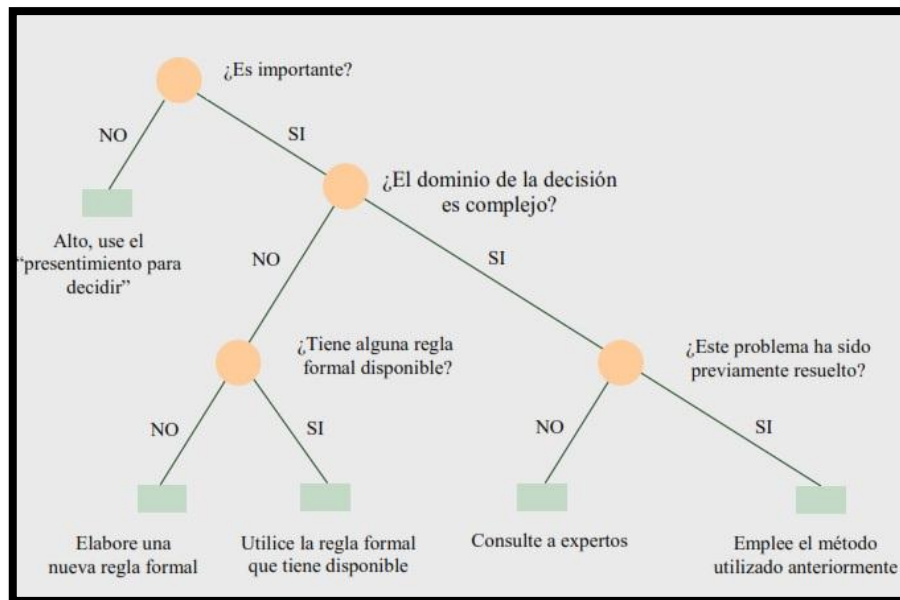 ¿Es importante?
NO
SI
¿El dominio de la decisión
es complejo?
Alto, use el
“presentimiento para
decidir”
NO
SI
¿Tiene alguna regla
formal disponible?
¿Este problema ha sido
previamente resuelto?
NO
SI
NO
SI
Elabore una
nueva regla formal
Utilice la regla formal
que tiene disponible
Consulte a expertos
Emplee el método
utilizado anteriormente